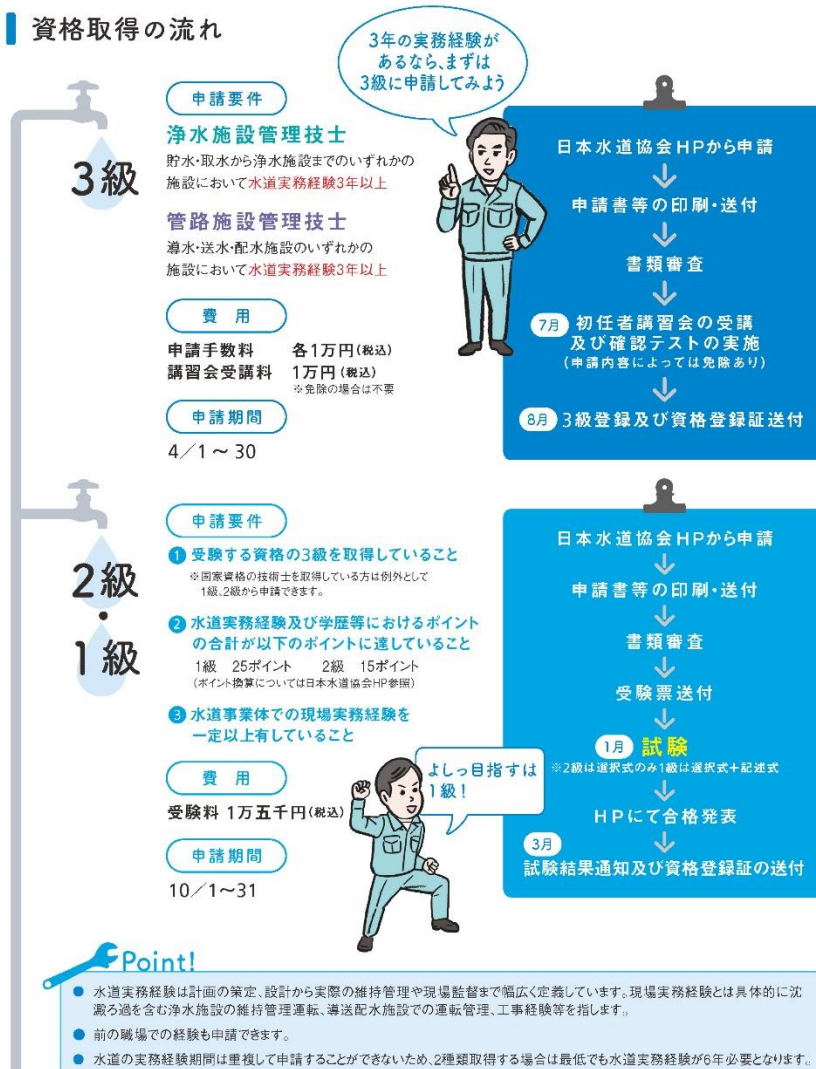 資格取得の流れ
3年の実務経験が
あるなら、まずは
3級に申請してみよう
3級
申請要件
浄水施設管理技士
貯水・取水から浄水施設までのいずれかの
施設において水道実務経験3年以上
管路施設管理技士
導水・送水・配水施設のいずれかの
施設において水道実務経験3年以上
費 用
申請手数料 各1万円(税込)
講習会受講料 1万円(税込)
※免除の場合は不要
申請期間
4/1～30
日本水道協会HPから申請
↓
申請書等の印刷・送付
↓
書類審査
↓
7月 初任者講習会の受講
及び確認テストの実施
(申請内容によっては免除あり)
↓
8月 3級登録及び資格登録証送付
2級
・
1級
申請要件
1 受験する資格の3級を取得していること
※国家資格の技術士を取得している方は例外として
1級、2級から申請できます。
2 水道実務経験及び学歴等におけるポイント
の合計が以下のポイントに達していること
1級 25ポイント 2級 15ポイント
(ポイント換算については日本水道協会HP参照)
3 水道事業体での現場実務経験を
一定以上有していること
費 用
受験料 1万五千円(税込)
申請期間
10/1～31
よしっ目指すは
1級！
日本水道協会HPから申請
↓
申請書等の印刷・送付
↓
書類審査
↓
受験票送付
↓
1月 試験
※2級は選択式のみ1級は選択式+記述式
↓
HPにて合格発表
↓
3月
試験結果通知及び資格登録証の送付
Point!
● 水道実務経験は計画の策定、設計から実際の維持管理や現場監督まで幅広く定義しています。現場実務経験とは具体的に沈
澱ろ過を含む浄水施設の維持管理運転、導送配水施設での運転管理、工事経験等を指します。
● 前の職場での経験も申請できます。
● 水道の実務経験期間は重複して申請することができないため、2種類取得する場合は最低でも水道実務経験が6年必要となります。